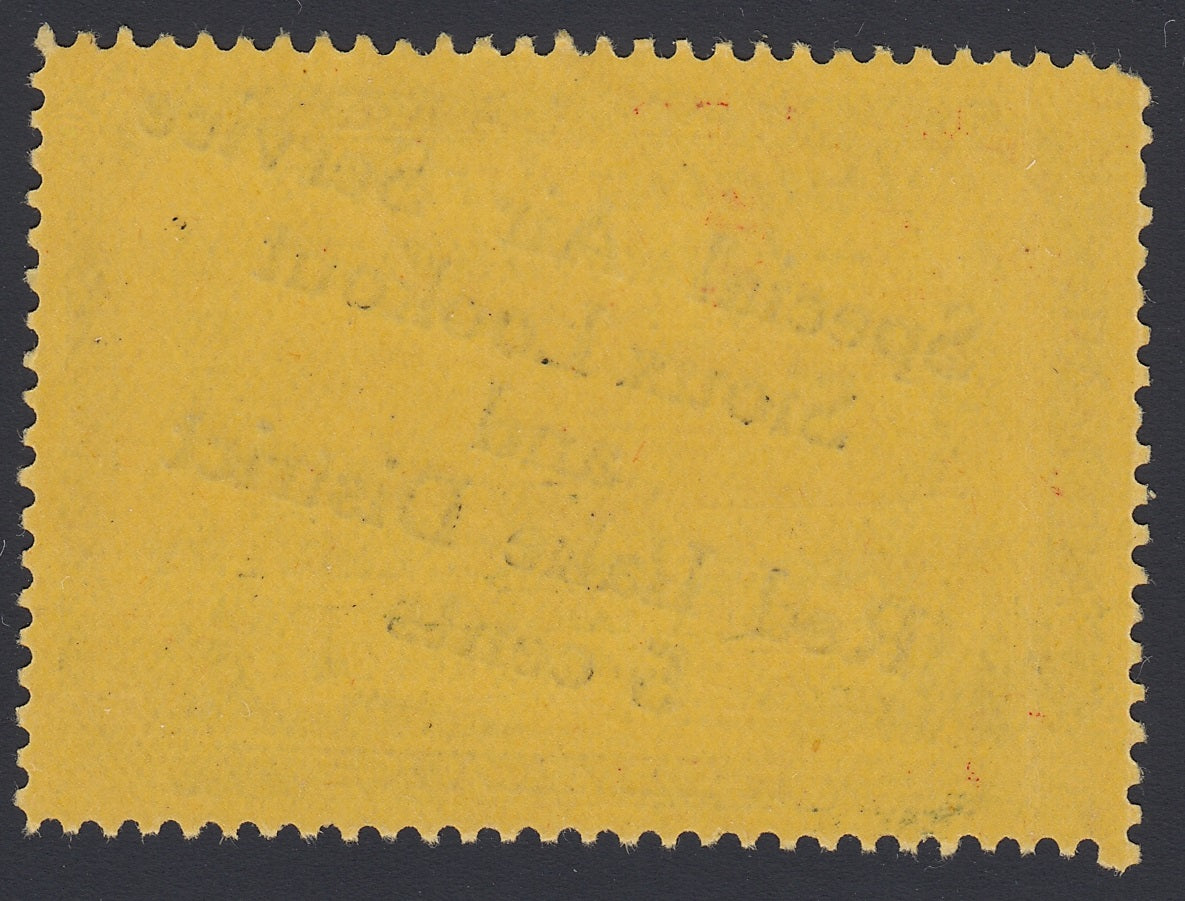 Special Air Service
Sioux Lookout
and
Red Lake District
5 cents